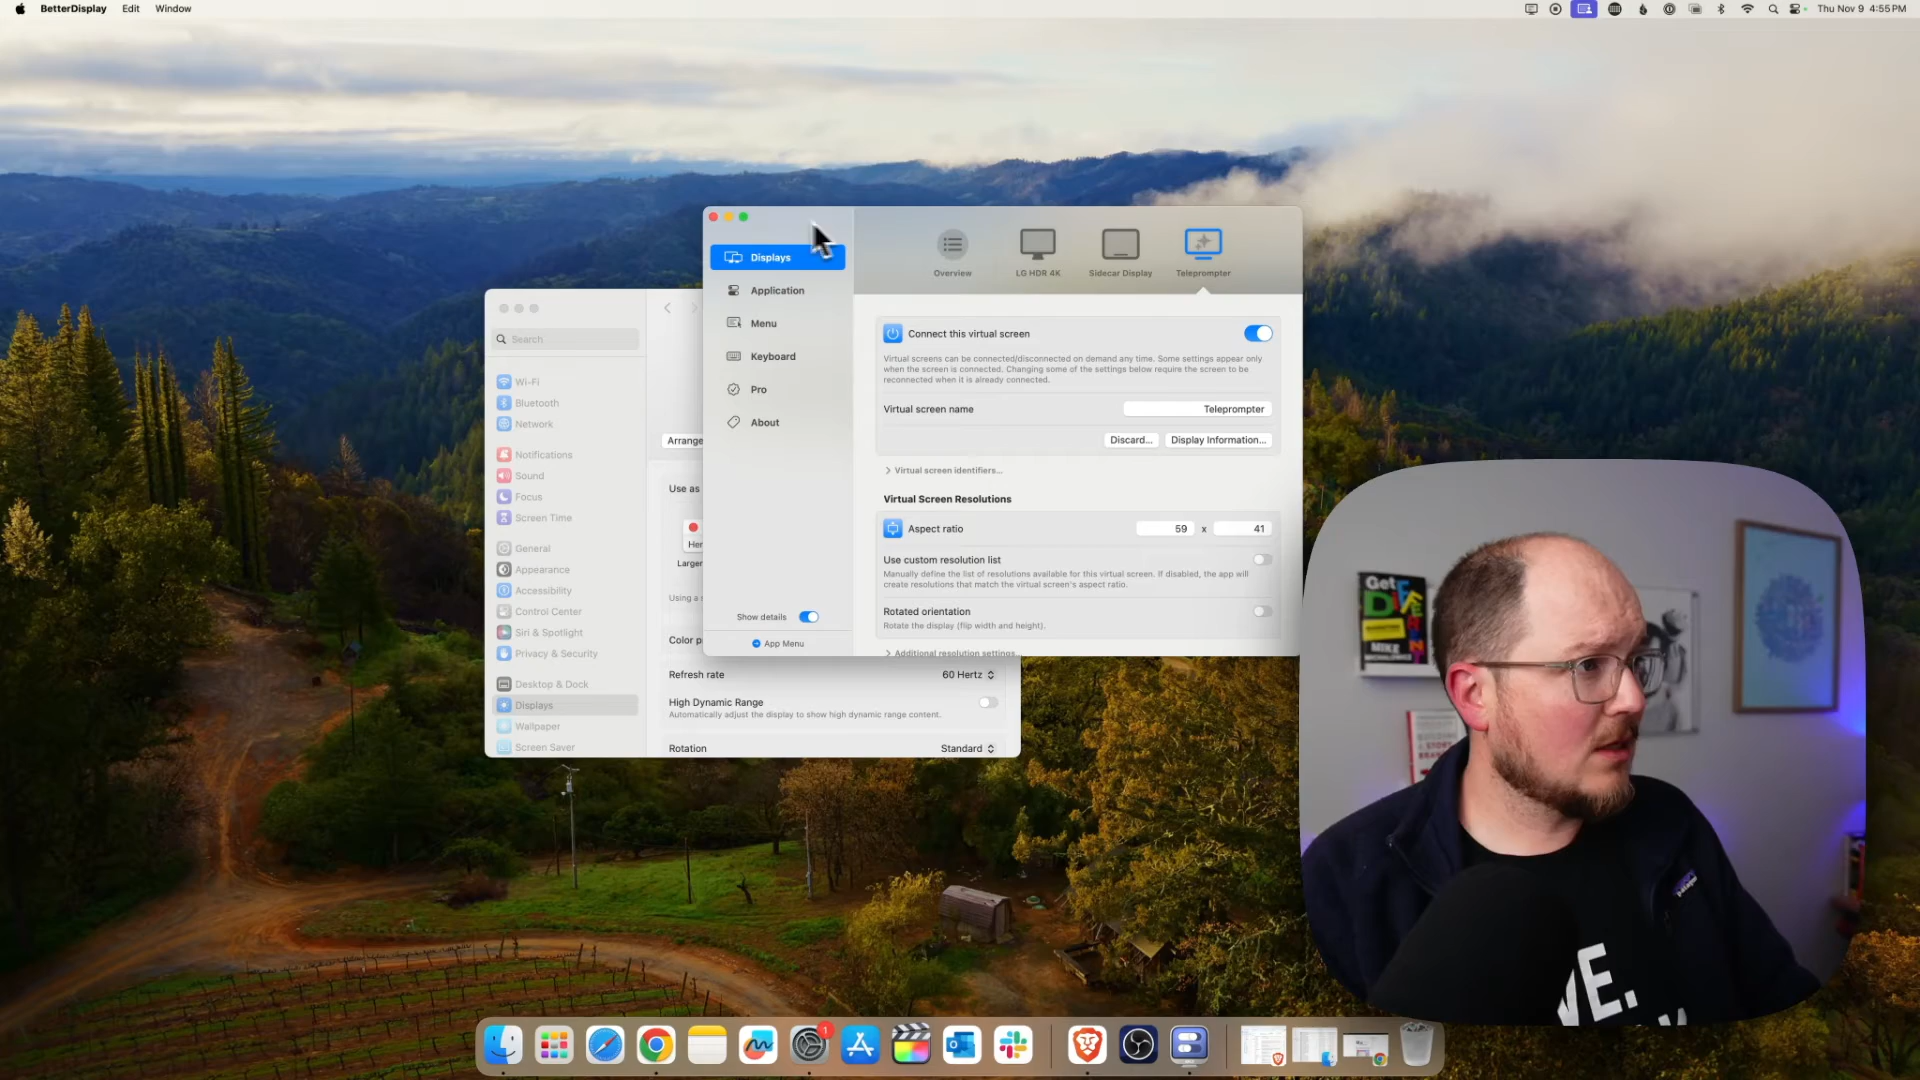 BetterDisplay Edit Window
Thu Nov 9 4:55PM
Displays
Application
Menu
Keyboard
Pro
About
Show details
App Menu
Overview
LG HDR 4K
Sidecar Display
Teleprompter
Connect this virtual screen
Virtual screens can be connected/disconnected on demand any time. Some settings appear only
when the screen is connected. Changing some of the settings below require the screen to be
reconnected when it is already connected.
Virtual screen name Teleprompter
Discard... Display Information...
Virtual screen identifiers...
Virtual Screen Resolutions
Aspect ratio 59 x 41
Use custom resolution list
Manually define the list of resolutions available for this virtual screen. If disabled, the app will
create resolutions that match the virtual screen's aspect ratio.
Rotated orientation
Rotate the display (flip width and height).
Additional resolution settings...
Search
Wi-Fi
Bluetooth
Network
Notifications
Sound
Focus
Screen Time
General
Appearance
Accessibility
Control Center
Siri & Spotlight
Privacy & Security
Desktop & Dock
Displays
Wallpaper
Screen Saver
Arrange
Use as
Her
Larger
Using a s
Color p
Refresh rate 60 Hertz
High Dynamic Range
Automatically adjust the display to show high dynamic range content.
Rotation Standard
Get
DIFFERENT
MIKE
patagonia
VE.
1